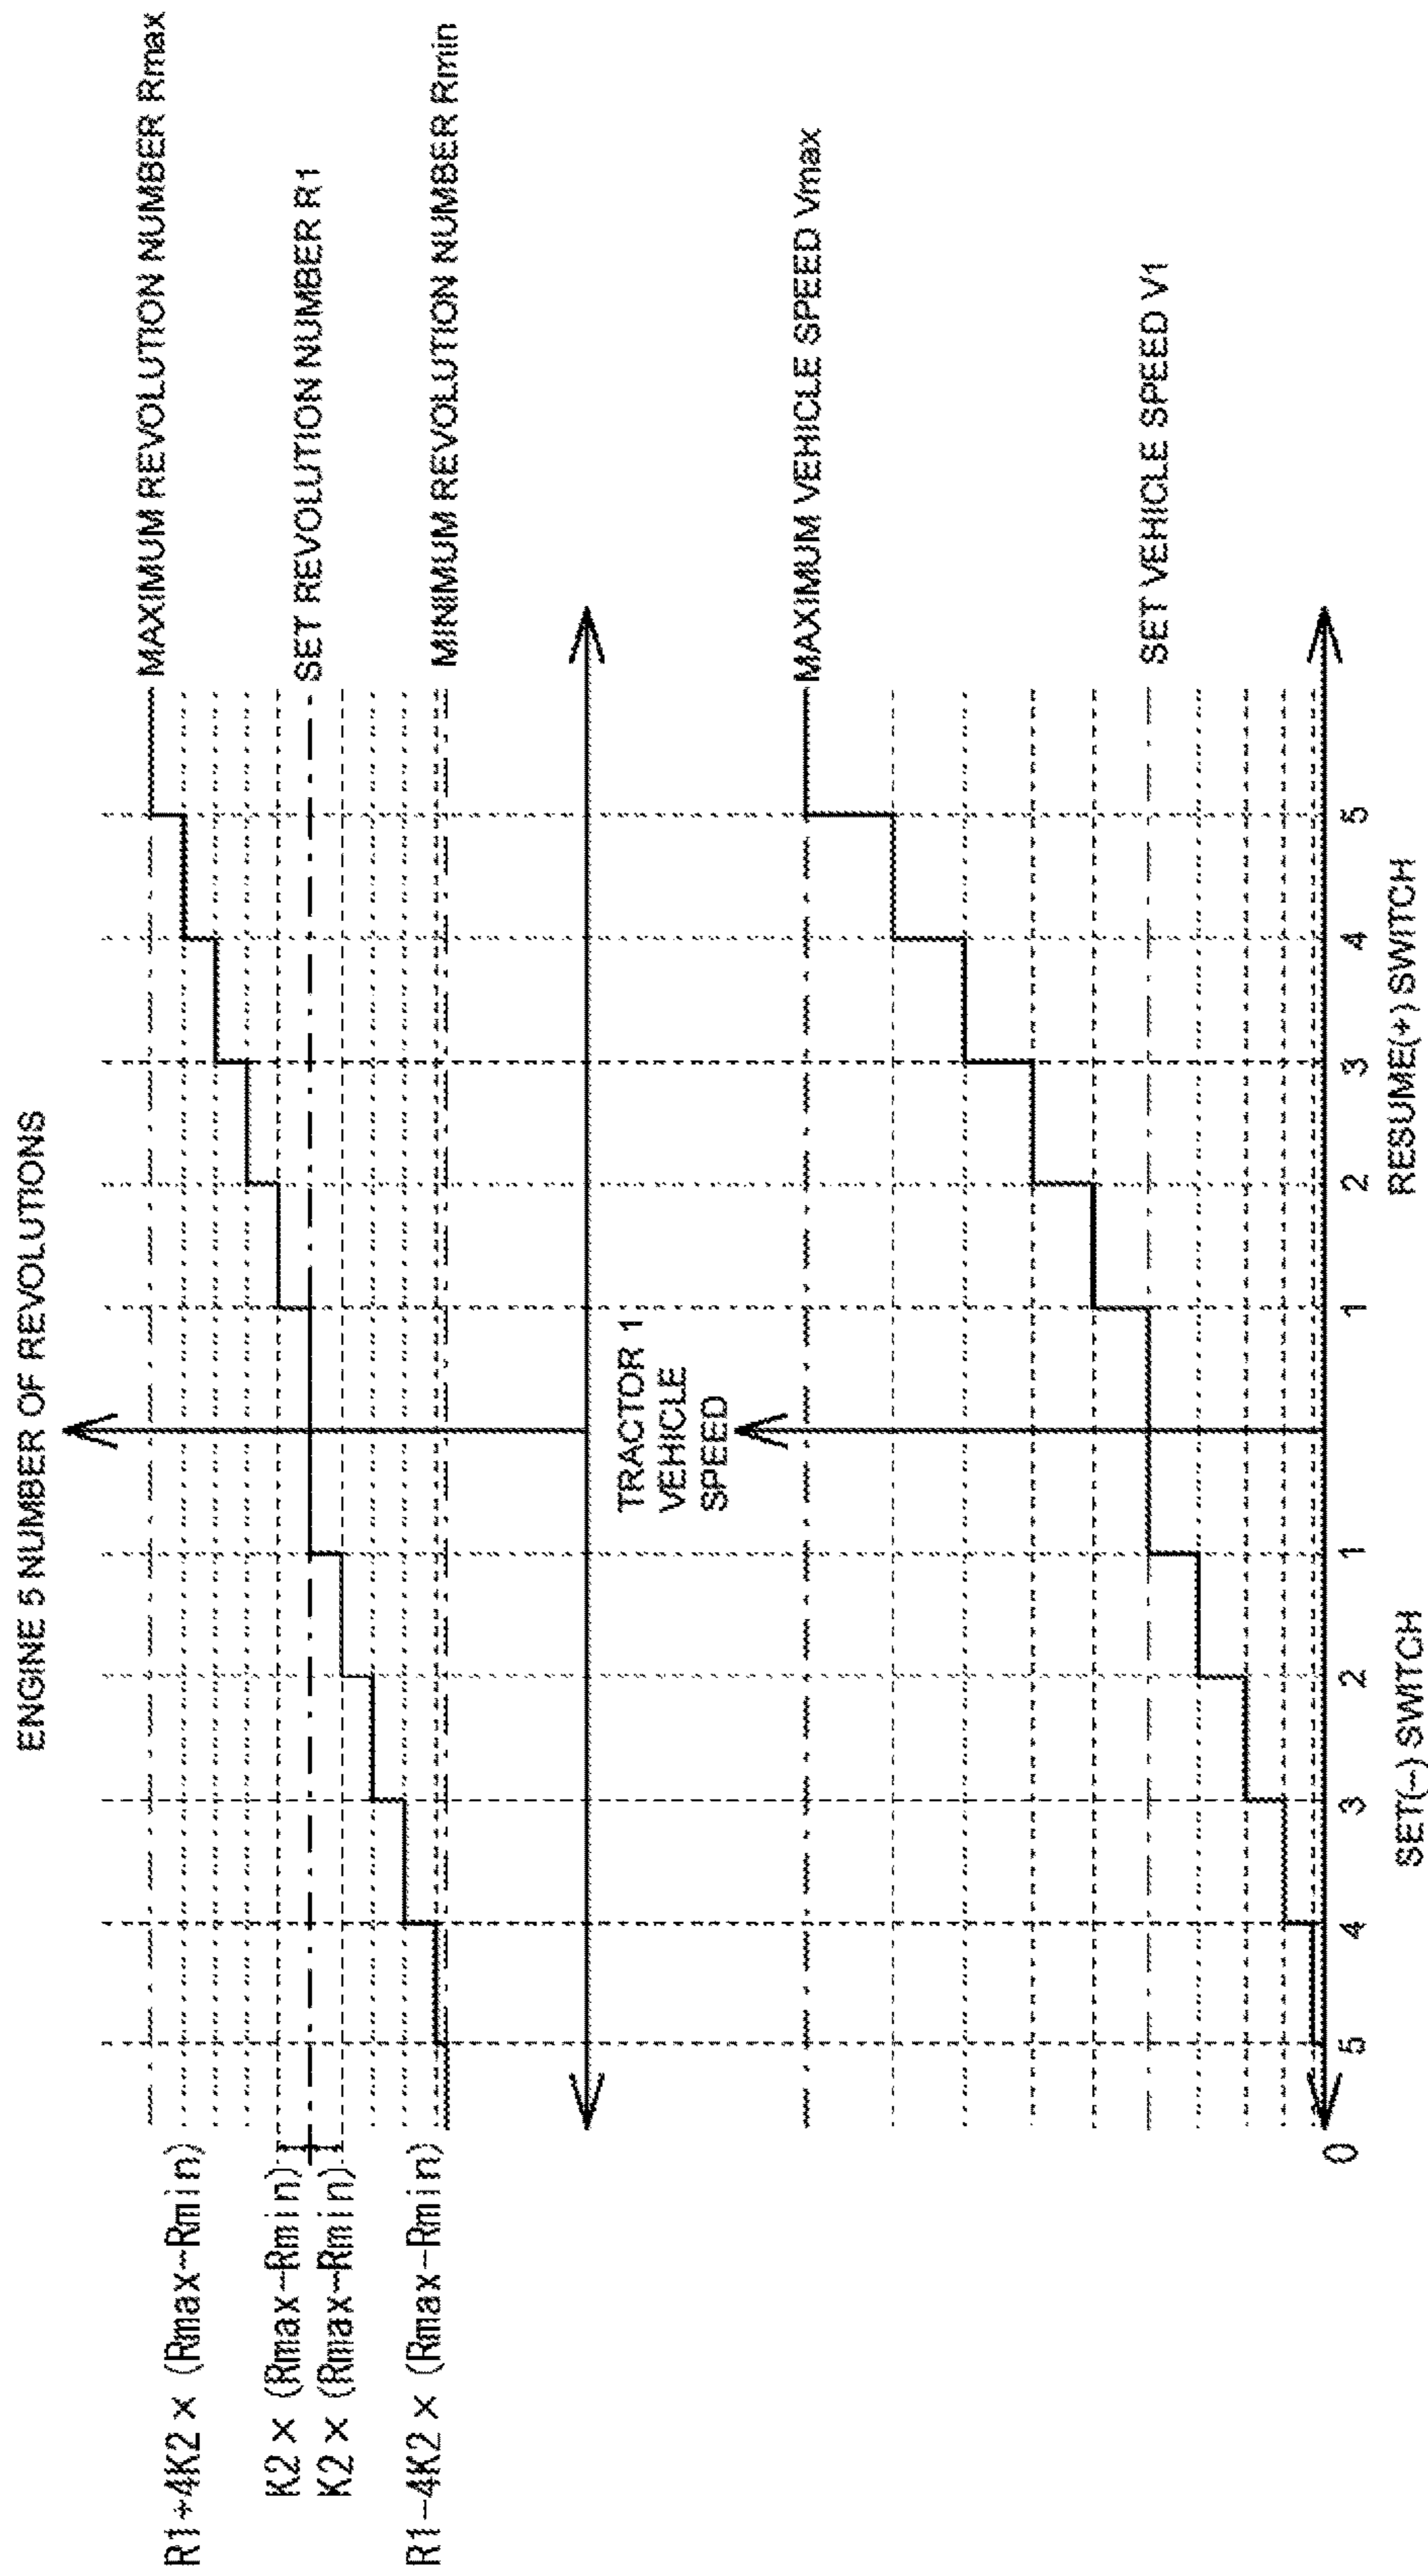 ENGINE 5 NUMBER OF REVOLUTIONS
MAXIMUM REVOLUTION NUMBER Rmax
R1+4K2×(Rmax-Rmin)
K2×(Rmax-Rmin)
SET REVOLUTION NUMBER R1
K2×(Rmax-Rmin)
R1-4K2×(Rmax-Rmin)
MINIMUM REVOLUTION NUMBER Rmin
TRACTOR 1
VEHICLE
SPEED
MAXIMUM VEHICLE SPEED Vmax
SET VEHICLE SPEED V1
0 5 4 3 2 1 1 2 3 4 5
SET(-) SWITCH RESUME(+) SWITCH